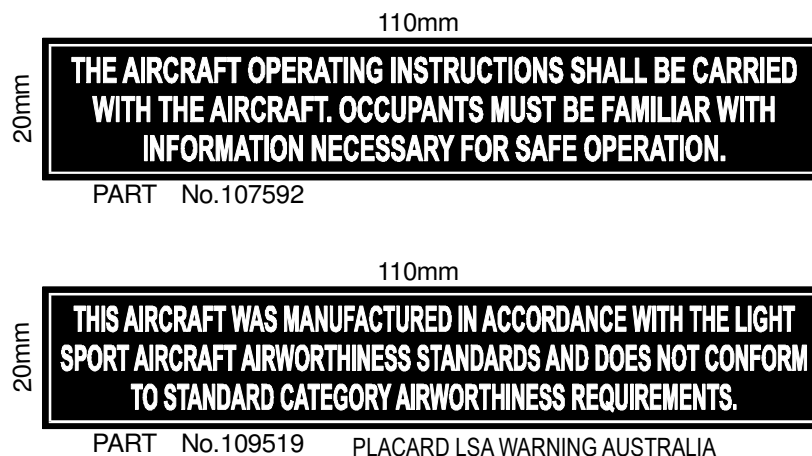 110mm
20mm
THE AIRCRAFT OPERATING INSTRUCTIONS SHALL BE CARRIED
WITH THE AIRCRAFT. OCCUPANTS MUST BE FAMILIAR WITH
INFORMATION NECESSARY FOR SAFE OPERATION.
PART No.107592
110mm
20mm
THIS AIRCRAFT WAS MANUFACTURED IN ACCORDANCE WITH THE LIGHT
SPORT AIRCRAFT AIRWORTHINESS STANDARDS AND DOES NOT CONFORM
TO STANDARD CATEGORY AIRWORTHINESS REQUIREMENTS.
PART No.109519 PLACARD LSA WARNING AUSTRALIA